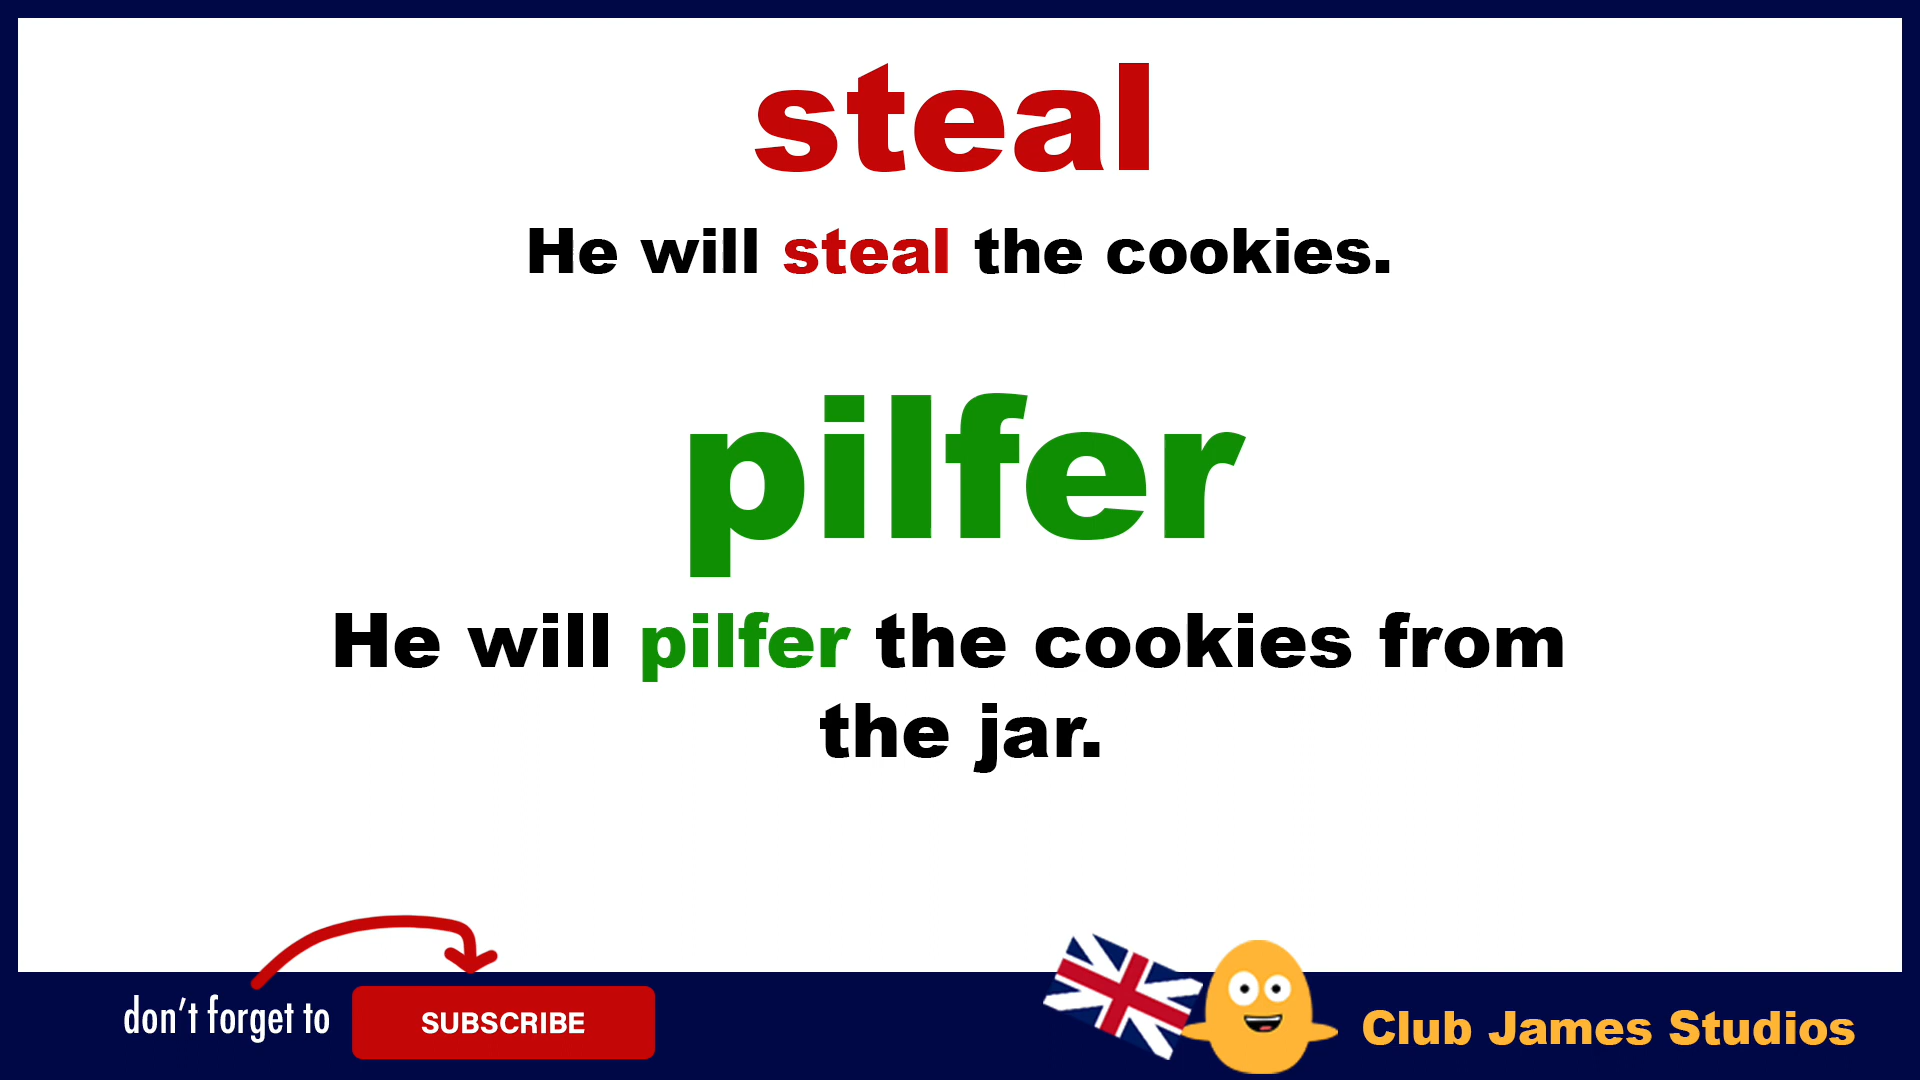 steal
He will steal the cookies.
pilfer
He will pilfer the cookies from
the jar.
don't forget to
SUBSCRIBE
Club James Studios